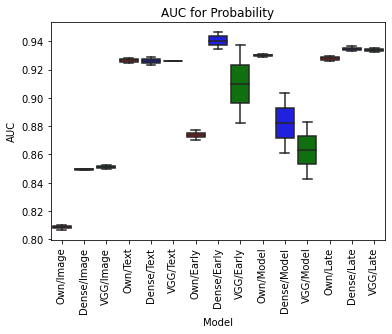 AUC for Probability
AUC
0.94
0.92
0.90
0.88
0.86
0.84
0.82
0.80
Own/Image
Dense/Image
VGG/Image
Own/Text
Dense/Text
VGG/Text
Own/Early
Dense/Early
VGG/Early
Own/Model
Dense/Model
VGG/Model
Own/Late
Dense/Late
VGG/Late
Model